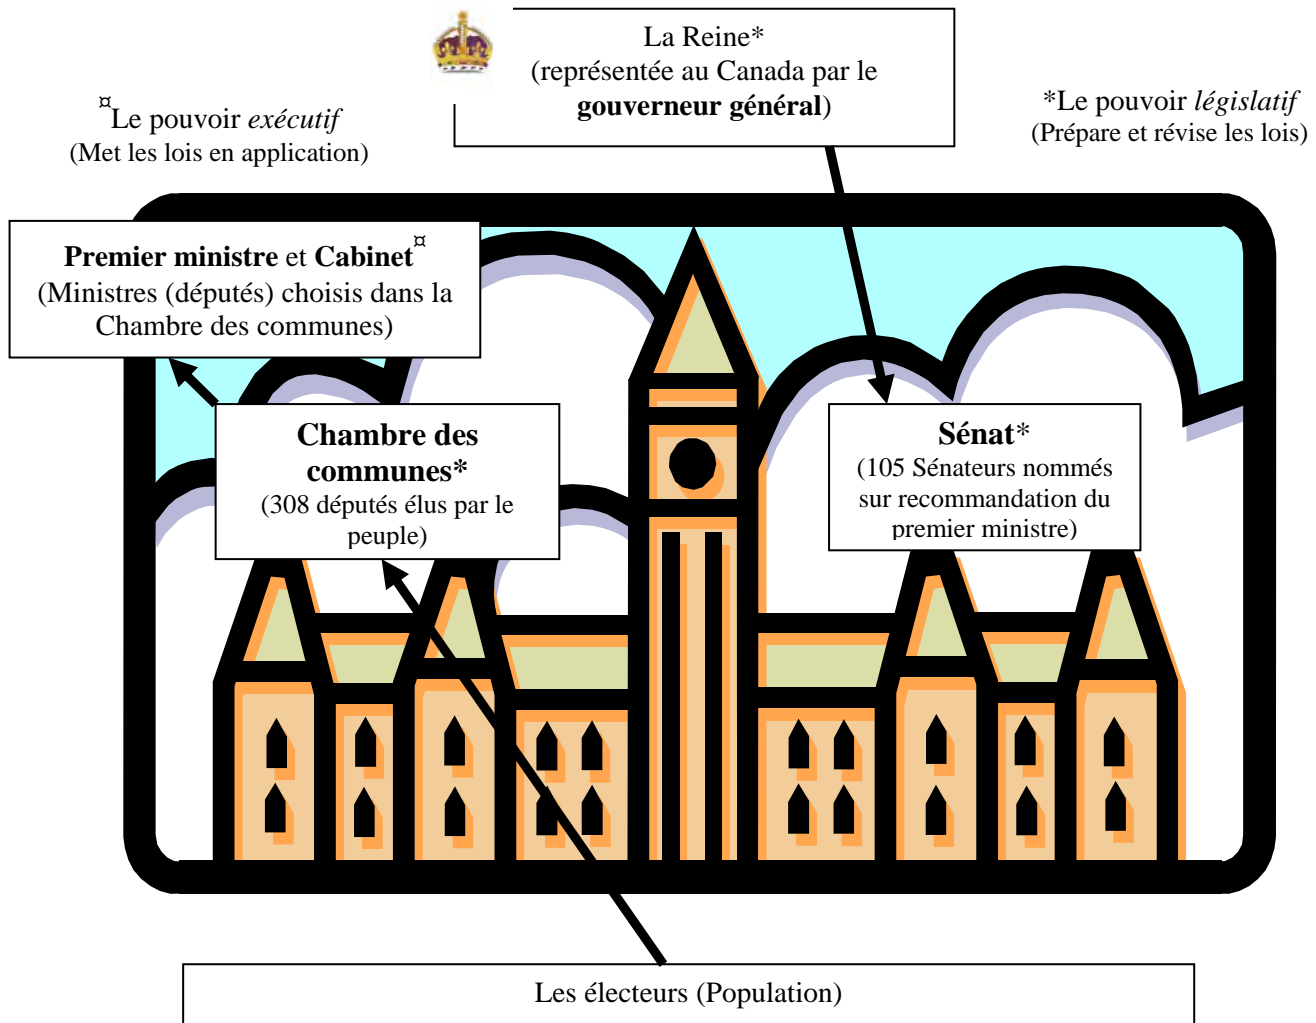 La Reine*
(représentée au Canada par le
gouverneur général)
¤Le pouvoir exécutif
(Met les lois en application)
*Le pouvoir législatif
(Prépare et révise les lois)
Premier ministre et Cabinet¤
(Ministres (députés) choisis dans la
Chambre des communes)
Chambre des
communes*
(308 députés élus par le
peuple)
Sénat*
(105 Sénateurs nommés
sur recommandation du
premier ministre)
Les électeurs (Population)